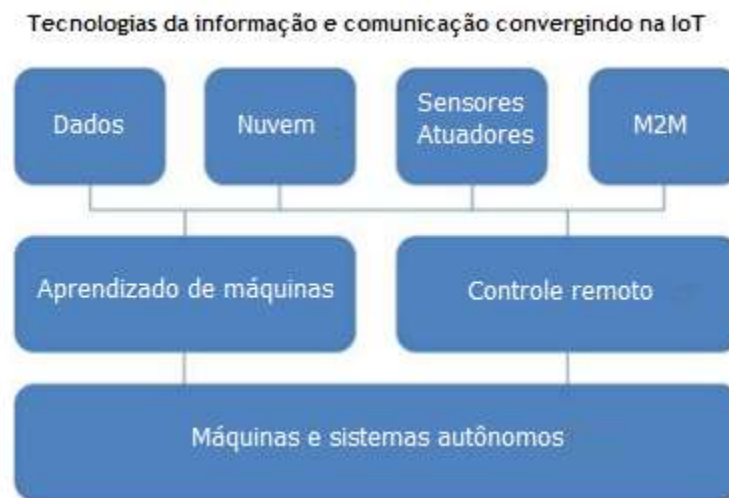 Tecnologias da informação e comunicação convergindo na IoT
Dados
Nuvem
Sensores
Atuadores
M2M
Aprendizado de máquinas
Controle remoto
Máquinas e sistemas autônomos